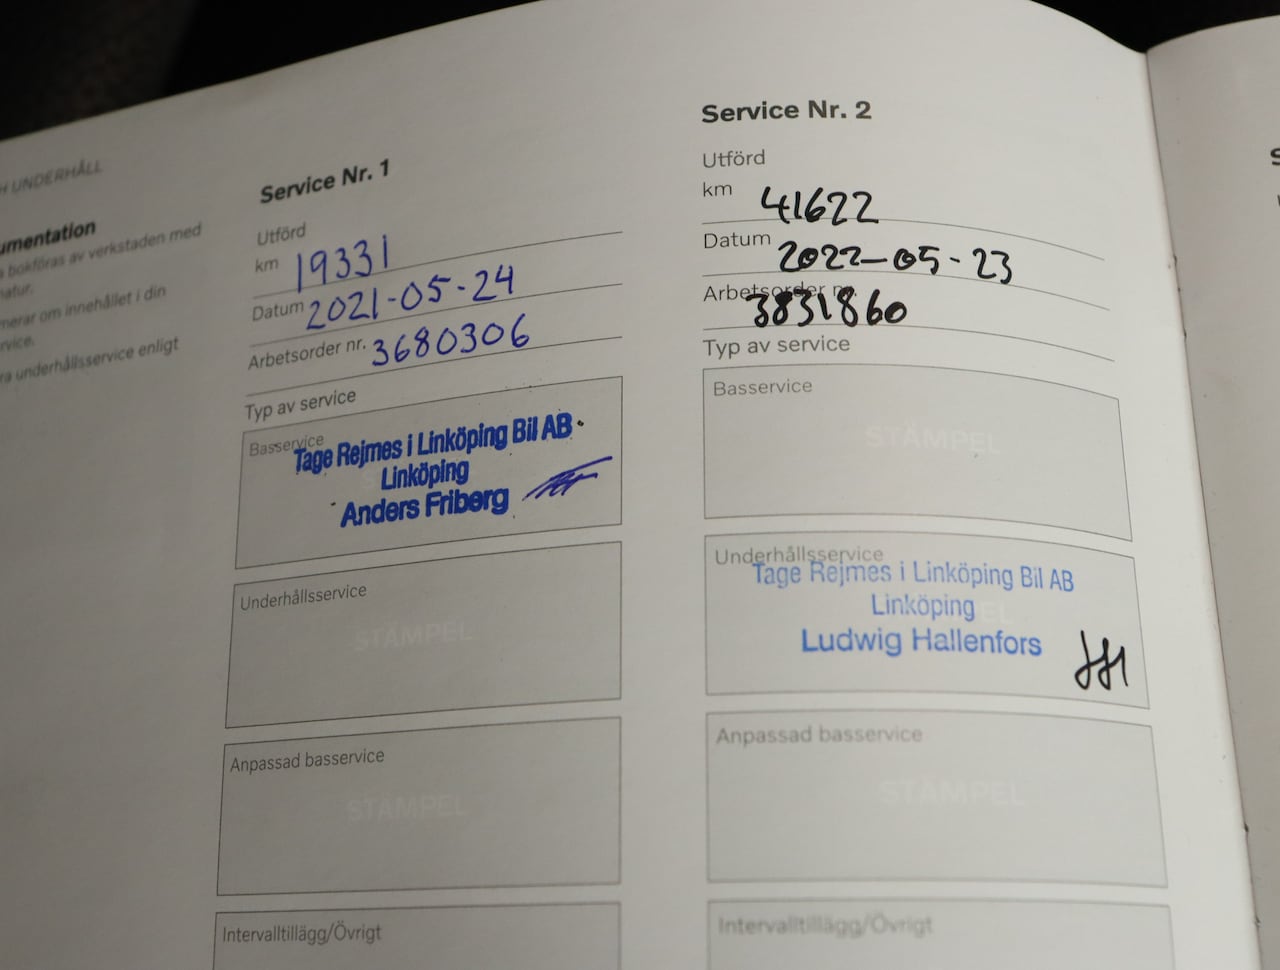 H UNDERHÅLL
umentation
bokföras av verkstaden med
natur.
nerar om innehållet i din
rvice.
ra underhållsservice enligt
Service Nr. 1
Utförd
km 19331
Datum 2021-05-24
Arbetsorder nr. 3680306
Typ av service
Basservice
Tage Rejmes i Linköping Bil AB
Linköping
Anders Friberg
Underhållsservice
STÄMPEL
Anpassad basservice
STÄMPEL
Intervalltillägg/Övrigt
Service Nr. 2
Utförd
km 41622
Datum 2022-05-23
Arbetsorder nr. 3831860
Typ av service
Basservice
STÄMPEL
Underhållsservice
Tage Rejmes i Linköping Bil AB
Linköping
Ludwig Hallenfors
Anpassad basservice
STÄMPEL
Intervalltillägg/Övrigt